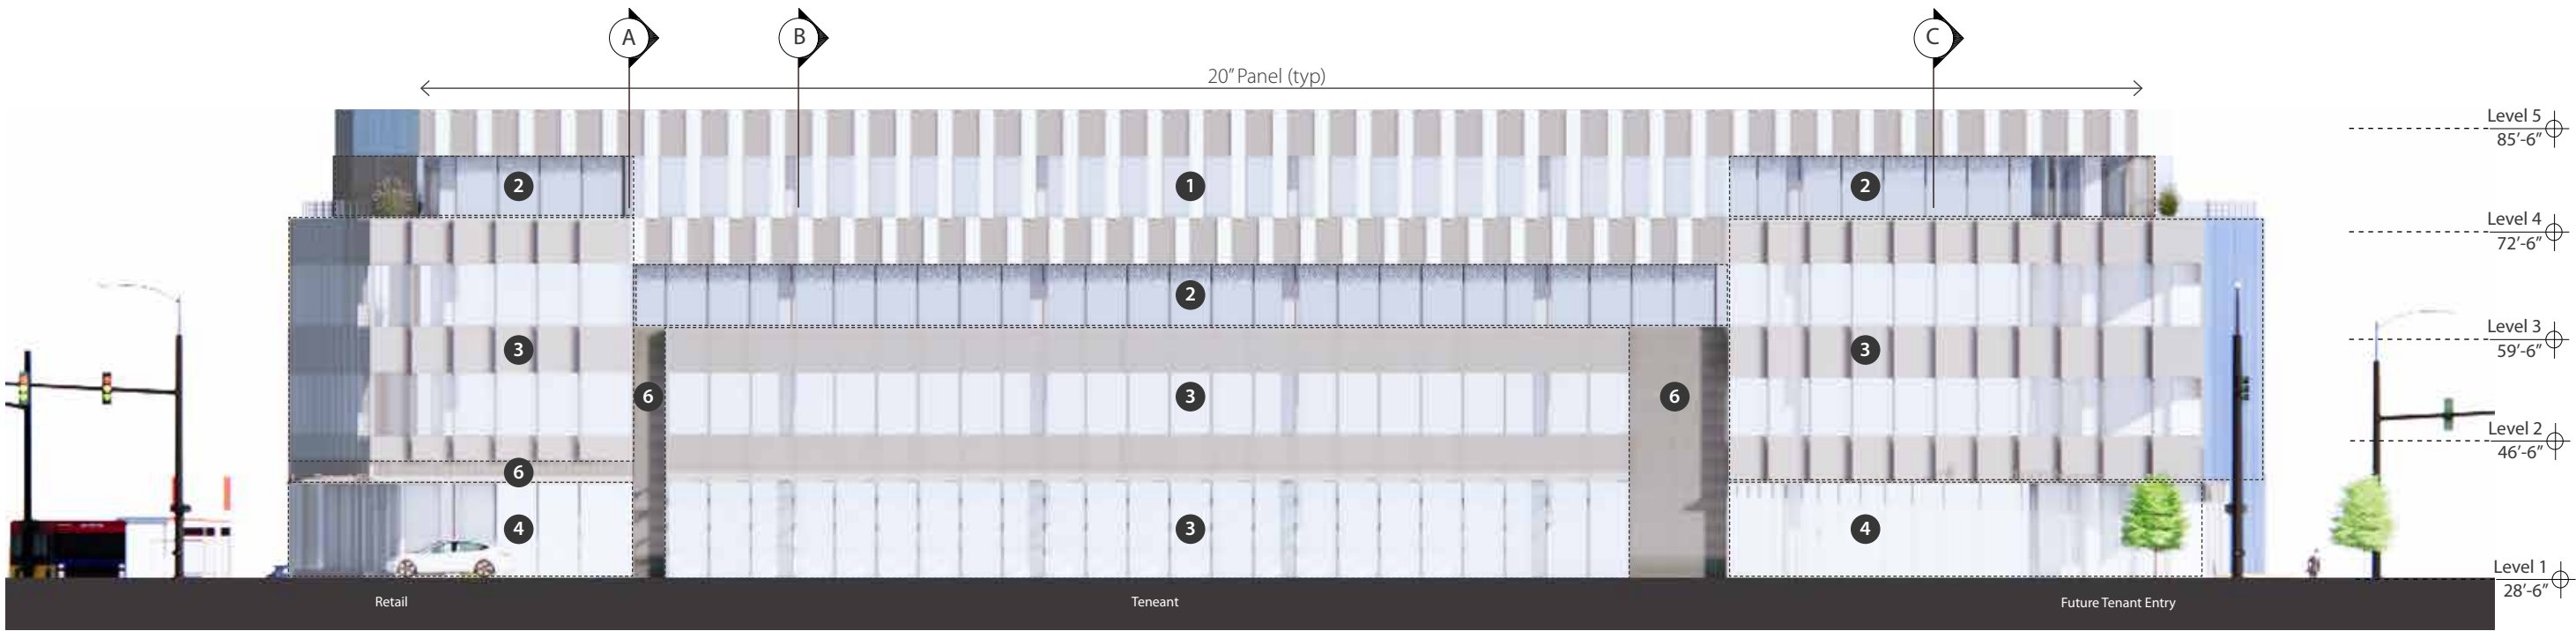 A
B
C
20" Panel (typ)
Level 5
85'-6"
2
1
2
Level 4
72'-6"
2
Level 3
59'-6"
3
3
6
3
6
Level 2
46'-6"
6
4
3
4
Level 1
28'-6"
Retail
Teneant
Future Tenant Entry